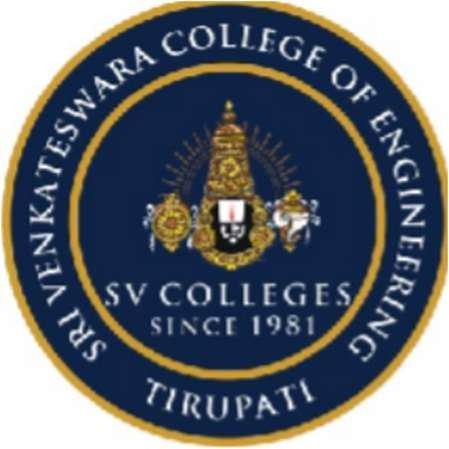 SRI VENKATESWARA COLLEGE OF ENGINEERING
SV COLLEGES
SINCE 1981
TIRUPATI